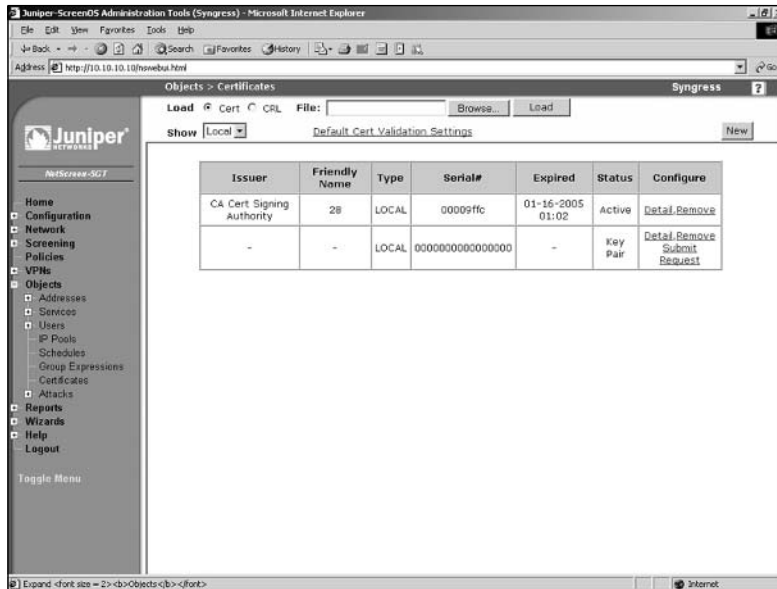 Juniper-ScreenOS Administration Tools (Syngress) - Microsoft Internet Explorer
File Edit View Favorites Tools Help
Back Search Favorites History
Address http://10.10.10.10/nswebui.html Go
Objects > Certificates Syngress ?
Load Cert CRL File: Browse... Load
Show Local Default Cert Validation Settings New
Juniper
NETWORKS
NetScreen-5GT
Home
Configuration
Network
Screening
Policies
VPNs
Objects
Addresses
Services
Users
IP Pools
Schedules
Group Expressions
Certificates
Attacks
Reports
Wizards
Help
Logout
Toggle Menu
Issuer Friendly Name Type Serial# Expired Status Configure
CA Cert Signing Authority 28 LOCAL 00009ffc 01-16-2005 01:02 Active Detail,Remove
- - LOCAL 0000000000000000 - Key Pair Detail,Remove Submit Request
Expand <font size = 2><b>Objects</b></font> Internet